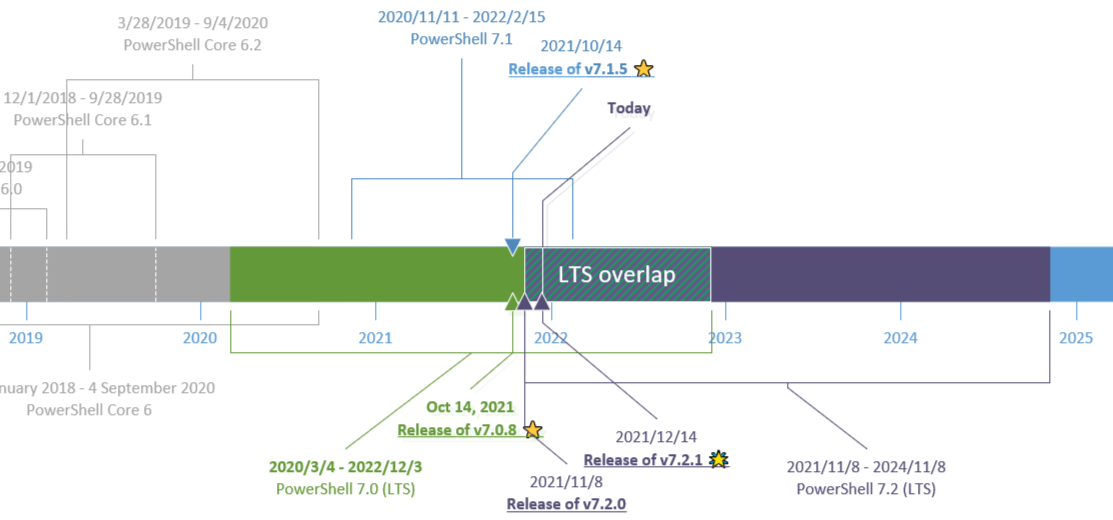 3/28/2019 - 9/4/2020
PowerShell Core 6.2
2020/11/11 - 2022/2/15
PowerShell 7.1
2021/10/14
Release of v7.1.5
12/1/2018 - 9/28/2019
PowerShell Core 6.1
Today
2019
6.0
LTS overlap
2019
2020
2021
2022
2023
2024
2025
nuary 2018 - 4 September 2020
PowerShell Core 6
Oct 14, 2021
Release of v7.0.8
2020/3/4 - 2022/12/3
PowerShell 7.0 (LTS)
2021/12/14
Release of v7.2.1
2021/11/8
Release of v7.2.0
2021/11/8 - 2024/11/8
PowerShell 7.2 (LTS)